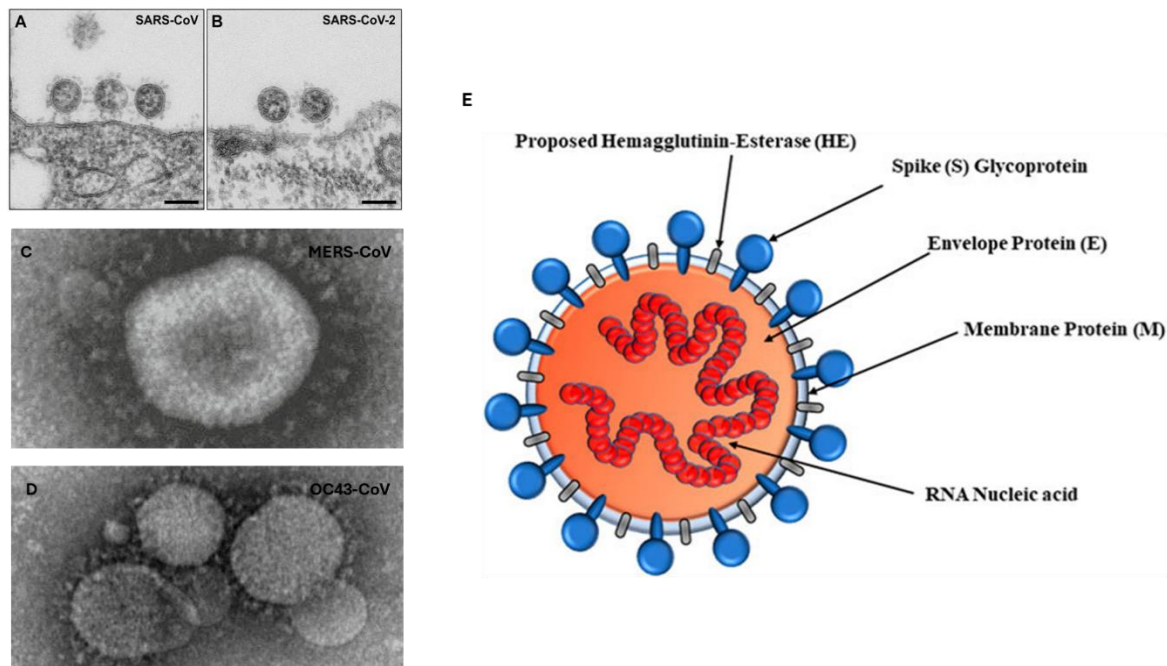 A
SARS-CoV
B
SARS-CoV-2
C
MERS-CoV
D
OC43-CoV
E
Proposed Hemagglutinin-Esterase (HE)
Spike (S) Glycoprotein
Envelope Protein (E)
Membrane Protein (M)
RNA Nucleic acid